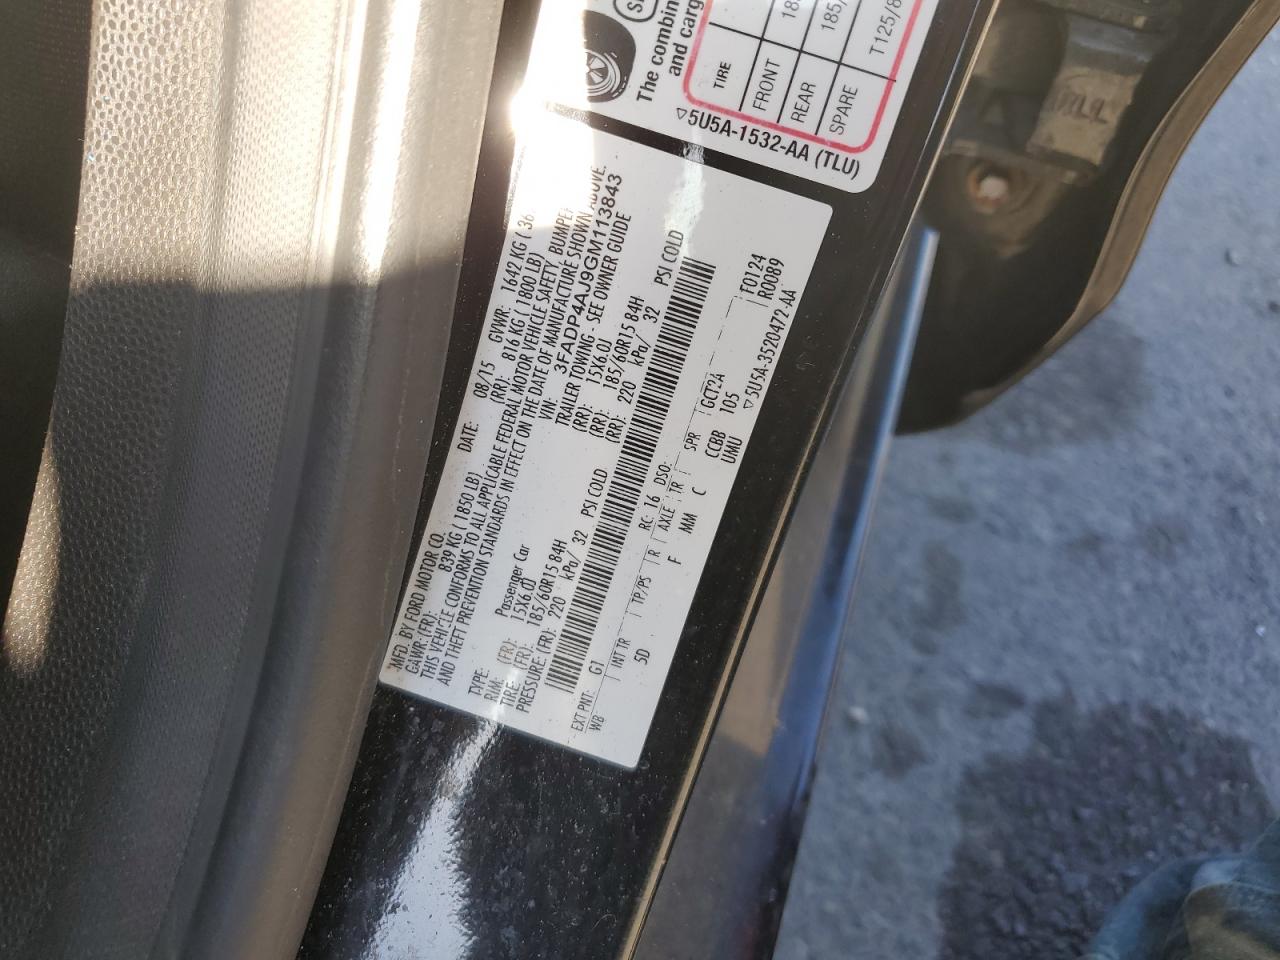 The combin
and carg
TIRE
FRONT 18
REAR 185/
SPARE T125/8
▽5U5A-1532-AA (TLU)
MFD. BY FORD MOTOR CO.
DATE: 08/15 GVWR: 1642 KG ( 36
GAWR: (FR): 839 KG ( 1850 LB) (RR): 816 KG ( 1800 LB)
THIS VEHICLE CONFORMS TO ALL APPLICABLE FEDERAL MOTOR VEHICLE SAFETY, BUMPER
AND THEFT PREVENTION STANDARDS IN EFFECT ON THE DATE OF MANUFACTURE SHOWN ABOVE.
VIN: 3FADP4AJ9GM113843
TYPE: Passenger Car TRAILER TOWING - SEE OWNER GUIDE
RIM: (FR): 15X6.0J (RR): 15X6.0J
TIRE: (FR): 185/60R15 84H (RR): 185/60R15 84H
PRESSURE: (FR): 220 kPa/ 32 PSI COLD (RR): 220 kPa/ 32 PSI COLD
EXT PNT: G1 RC: 16 DSO: F0124
WB INT TR TP/PS R AXLE TR SPR GCT2A R0089
5D F MM C CCBB 105
UMU ▽5U5A-3520472-AA